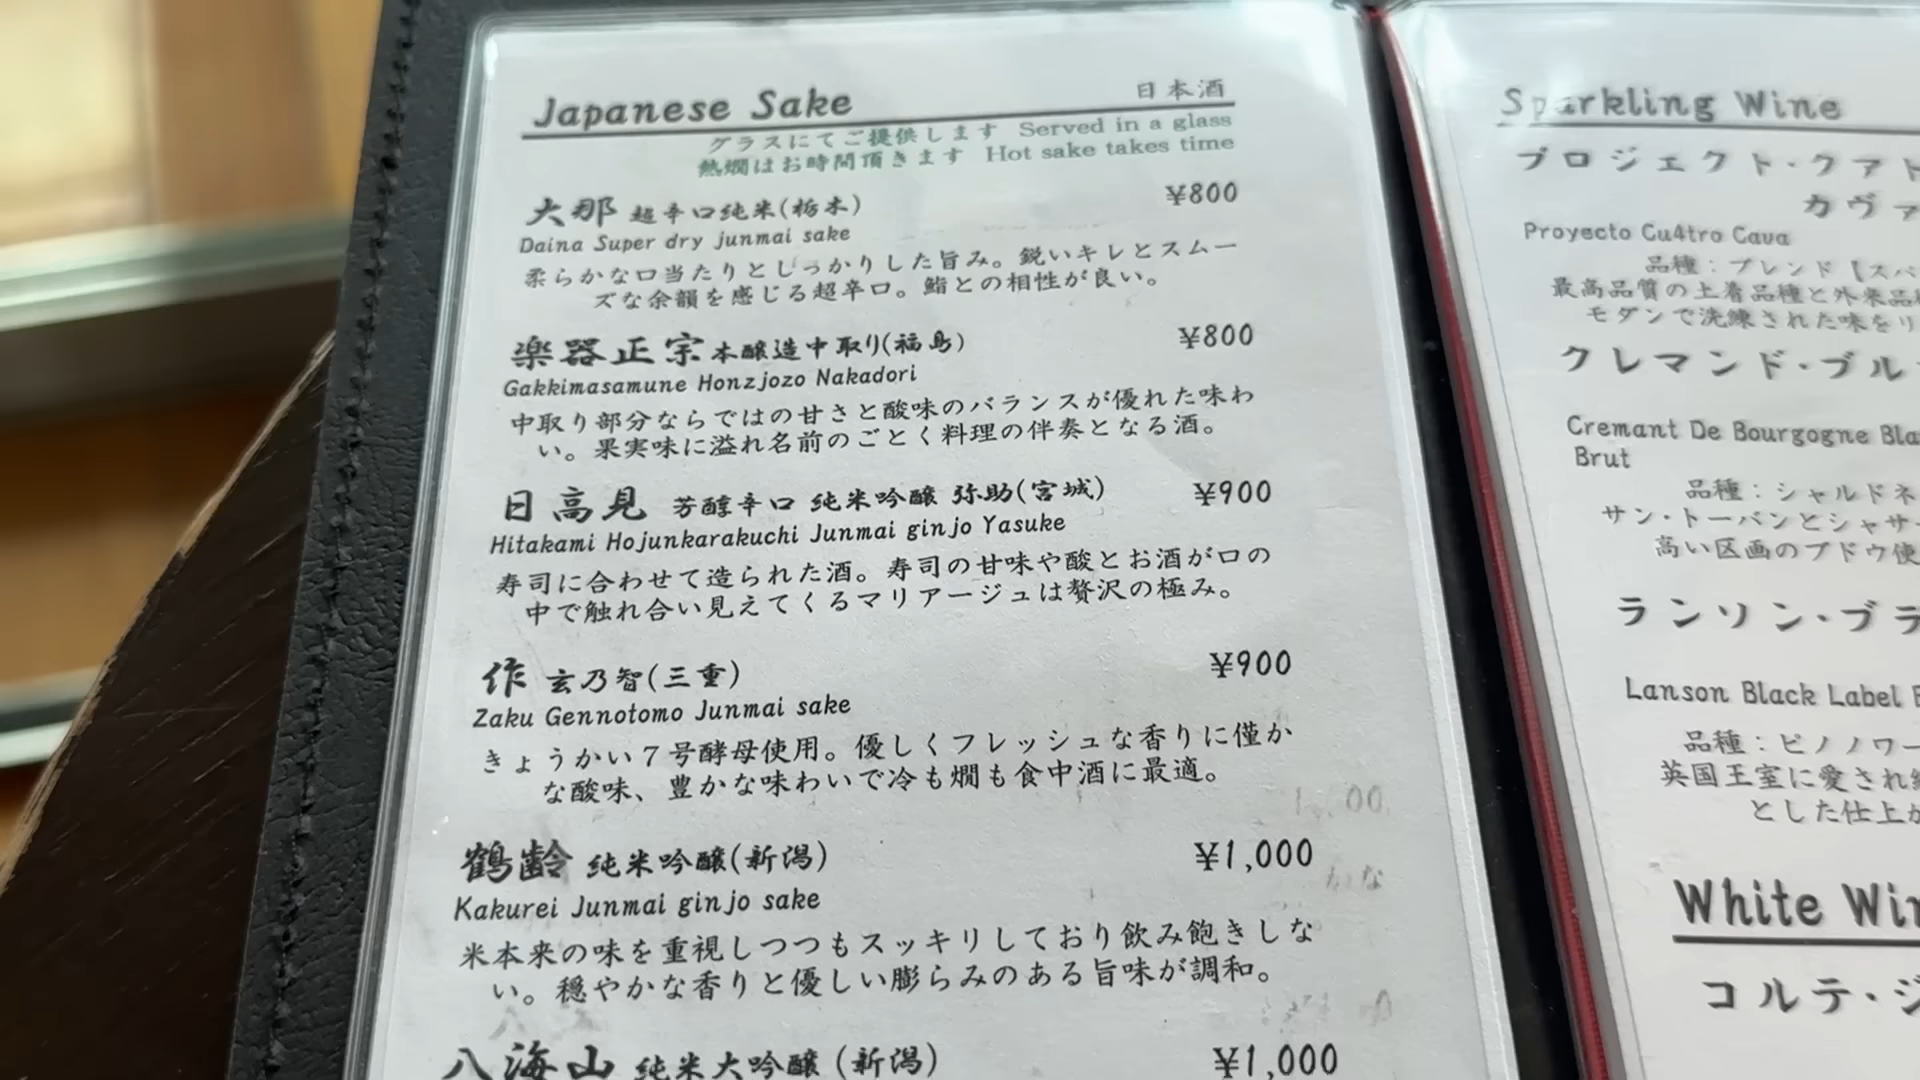 Japanese Sake 日本酒
グラスにてご提供します Served in a glass
熱燗はお時間頂きます Hot sake takes time
大那 超辛口純米(栃木) ¥800
Daina Super dry junmai sake
柔らかな口当たりとしっかりした旨み。鋭いキレとスムー
ズな余韻を感じる超辛口。鮨との相性が良い。
楽器正宗本醸造中取り(福島) ¥800
Gakkimasamune Honzjozo Nakadori
中取り部分ならではの甘さと酸味のバランスが優れた味わ
い。果実味に溢れ名前のごとく料理の伴奏となる酒。
日高見 芳醇辛口 純米吟醸 弥助(宮城) ¥900
Hitakami Hojunkarakuchi Junmai ginjo Yasuke
寿司に合わせて造られた酒。寿司の甘味や酸とお酒が口の
中で触れ合い見えてくるマリアージュは贅沢の極み。
作 玄乃智(三重) ¥900
Zaku Gennotomo Junmai sake
きょうかい7号酵母使用。優しくフレッシュな香りに僅か
な酸味、豊かな味わいで冷も燗も食中酒に最適。
鶴齢 純米吟醸(新潟) ¥1,000
Kakurei Junmai ginjo sake
米本来の味を重視しつつもスッキリしており飲み飽きしな
い。穏やかな香りと優しい膨らみのある旨味が調和。
八海山 純米大吟醸 (新潟) ¥1,000
Sparkling Wine
プロジェクト・クアト
カヴァ
Proyecto Cu4tro Cava
品種：ブレンド【スペ
最高品質の土着品種と外来品種
モダンで洗練された味をリ
クレマンド・ブル
Cremant De Bourgogne Bla
Brut
品種：シャルドネ
サン・トーバンとシャサー
高い区画のブドウ使
ランソン・ブラ
Lanson Black Label B
品種：ピノノワー
英国王室に愛され続
とした仕上が
White Win
コルテ・ジ